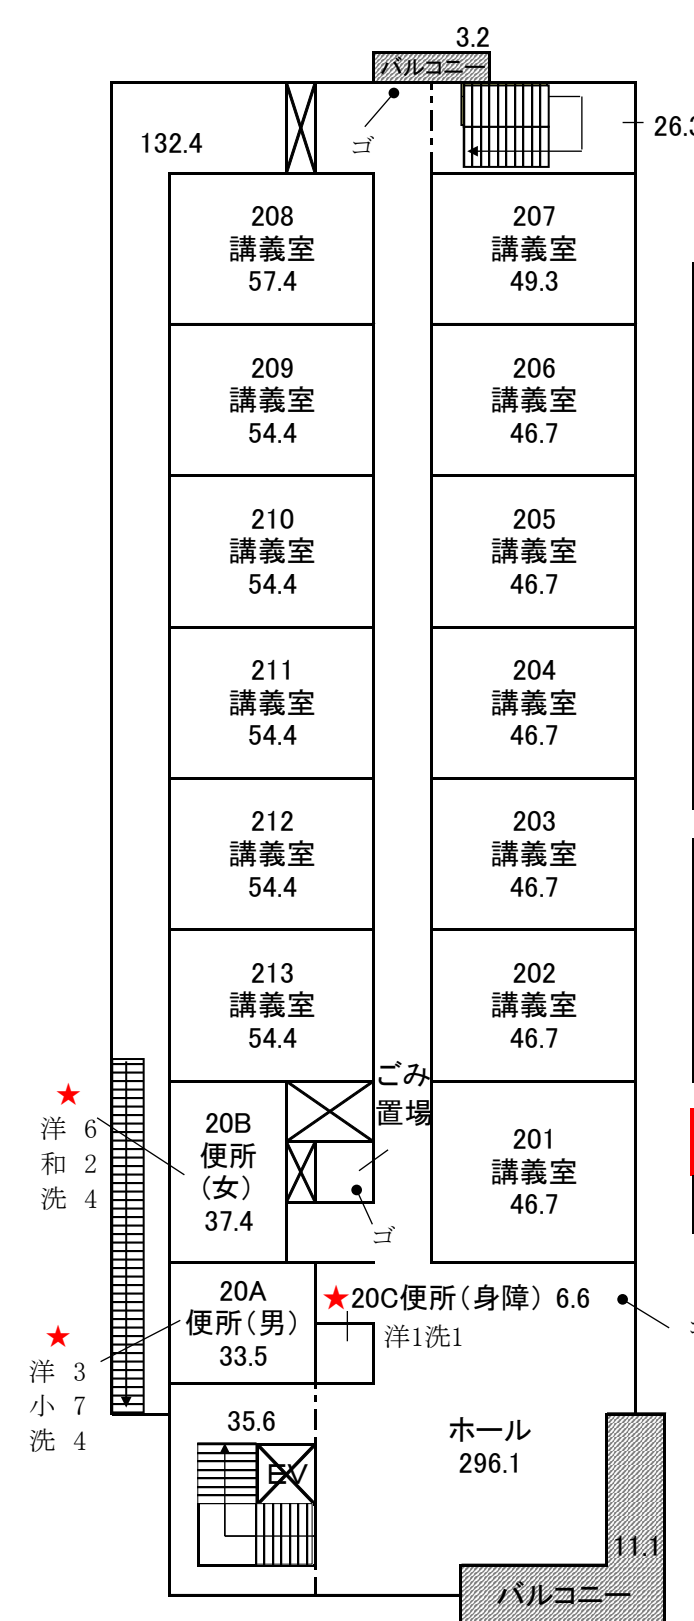 3.2
バルコニー
132.4
ゴ
26.3
208
講義室
57.4
207
講義室
49.3
209
講義室
54.4
206
講義室
46.7
210
講義室
54.4
205
講義室
46.7
211
講義室
54.4
204
講義室
46.7
212
講義室
54.4
203
講義室
46.7
213
講義室
54.4
202
講義室
46.7
ごみ
置場
★
洋 6
和 2
洗 4
20B
便所
(女)
37.4
201
講義室
46.7
ゴ
20A
便所(男)
33.5
★20C便所(身障) 6.6
洋1洗1
★
洋 3
小 7
洗 4
35.6
EV
ホール
296.1
11.1
バルコニー